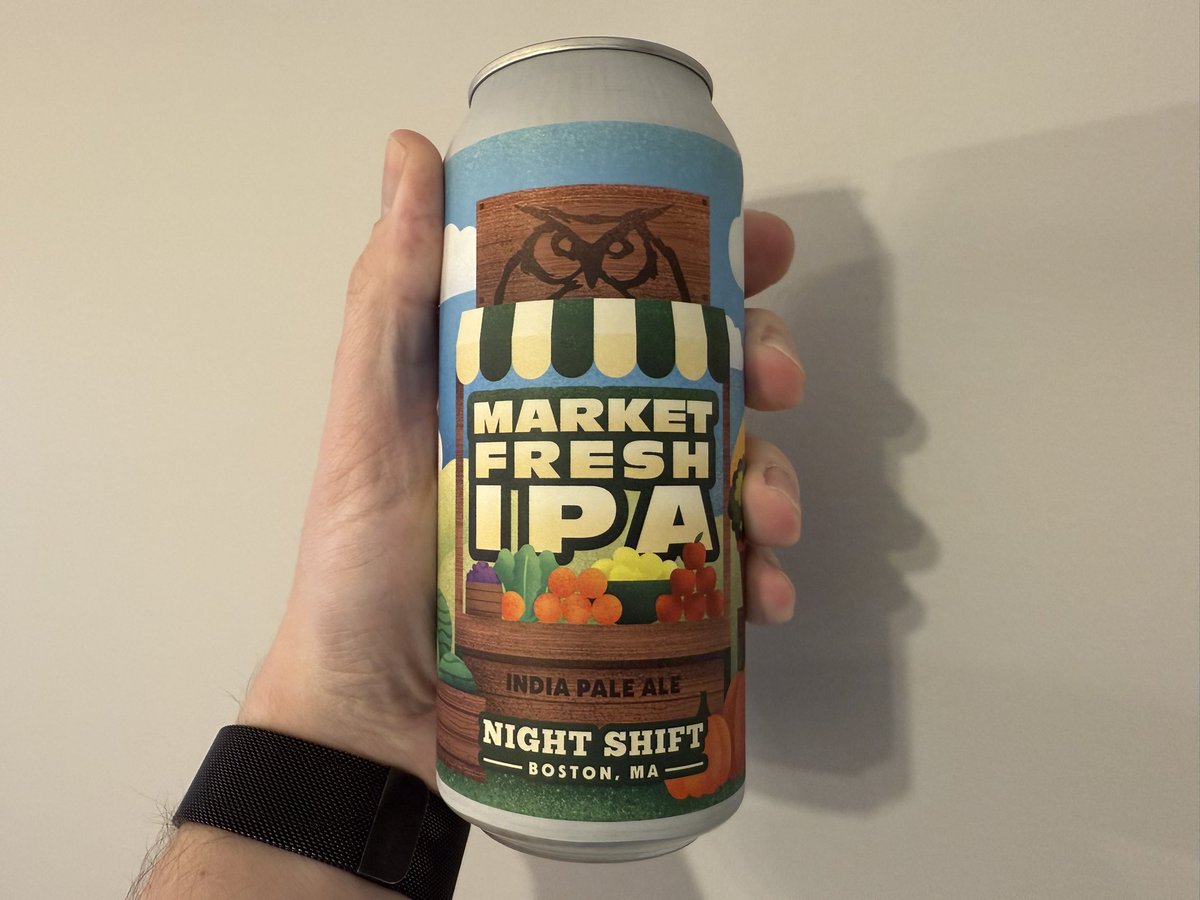 MARKET
FRESH
IPA
INDIA PALE ALE
NIGHT SHIFT
BOSTON, MA